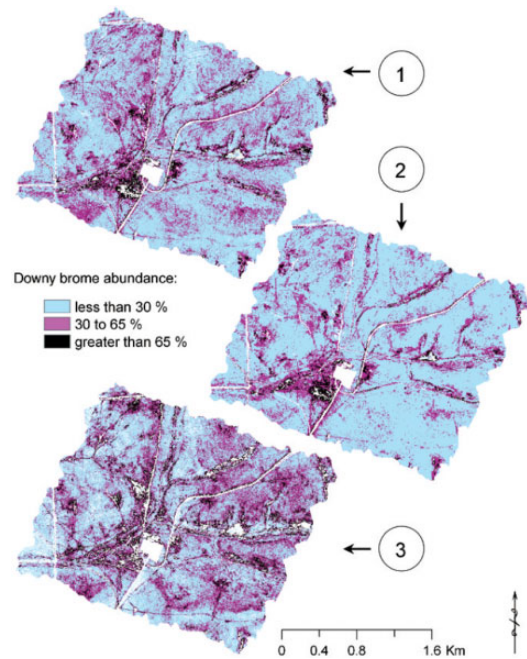 1
2
Downy brome abundance:
less than 30 %
30 to 65 %
greater than 65 %
3
0 0.4 0.8 1.6 Km